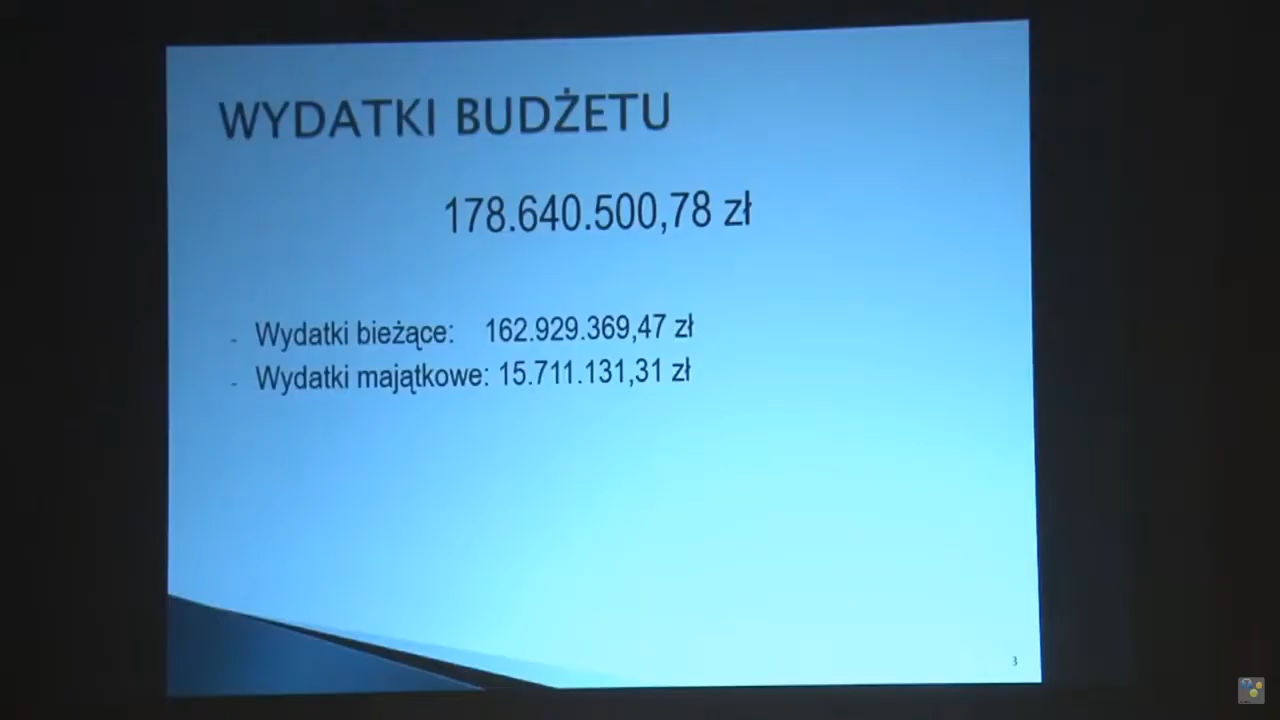 WYDATKI BUDŻETU
178.640.500,78 zł
- Wydatki bieżące: 162.929.369,47 zł
- Wydatki majątkowe: 15.711.131,31 zł
3